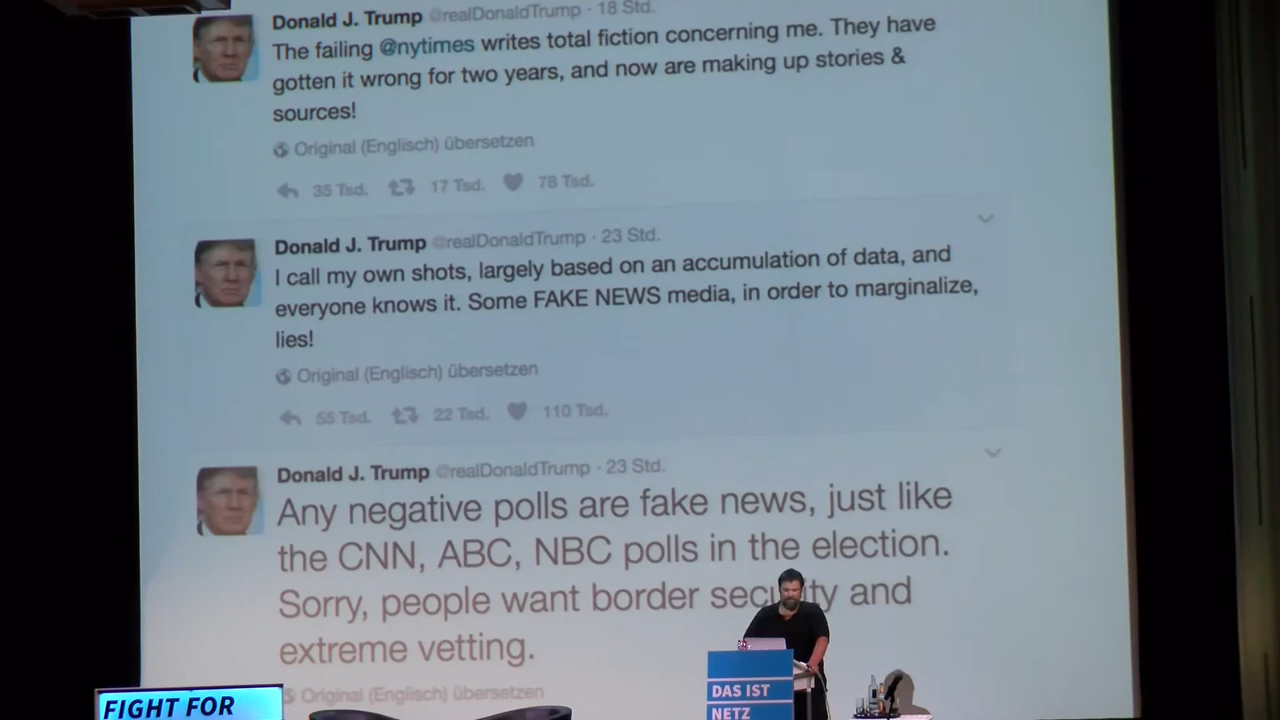 Donald J. Trump @realDonaldTrump · 18 Std.
The failing @nytimes writes total fiction concerning me. They have
gotten it wrong for two years, and now are making up stories &
sources!
Original (Englisch) übersetzen
35 Tsd. 17 Tsd. 78 Tsd.
Donald J. Trump @realDonaldTrump · 23 Std.
I call my own shots, largely based on an accumulation of data, and
everyone knows it. Some FAKE NEWS media, in order to marginalize,
lies!
Original (Englisch) übersetzen
55 Tsd. 22 Tsd. 110 Tsd.
Donald J. Trump @realDonaldTrump · 23 Std.
Any negative polls are fake news, just like
the CNN, ABC, NBC polls in the election.
Sorry, people want border security and
extreme vetting.
Original (Englisch) übersetzen
FIGHT FOR
DAS IST
NETZ